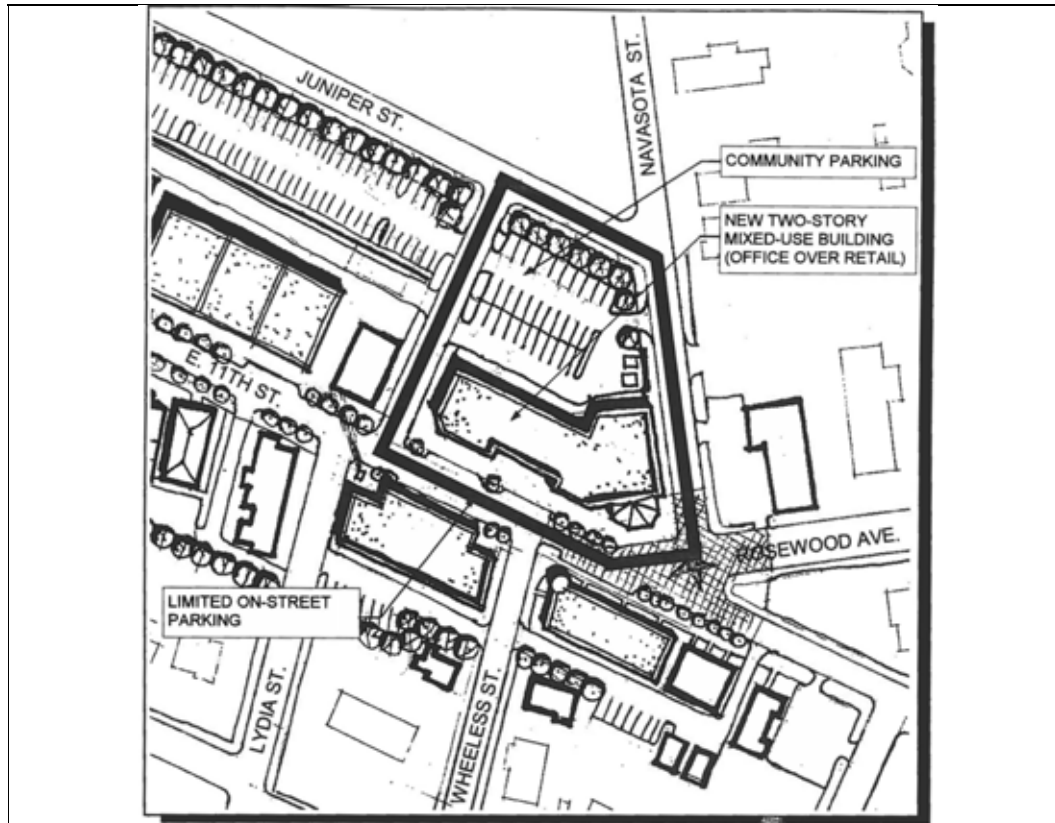 JUNIPER ST.
NAVASOTA ST.
COMMUNITY PARKING
NEW TWO-STORY
MIXED-USE BUILDING
(OFFICE OVER RETAIL)
E. 11TH ST.
ROSEWOOD AVE.
LIMITED ON-STREET
PARKING
LYDIA ST.
WHEELESS ST.